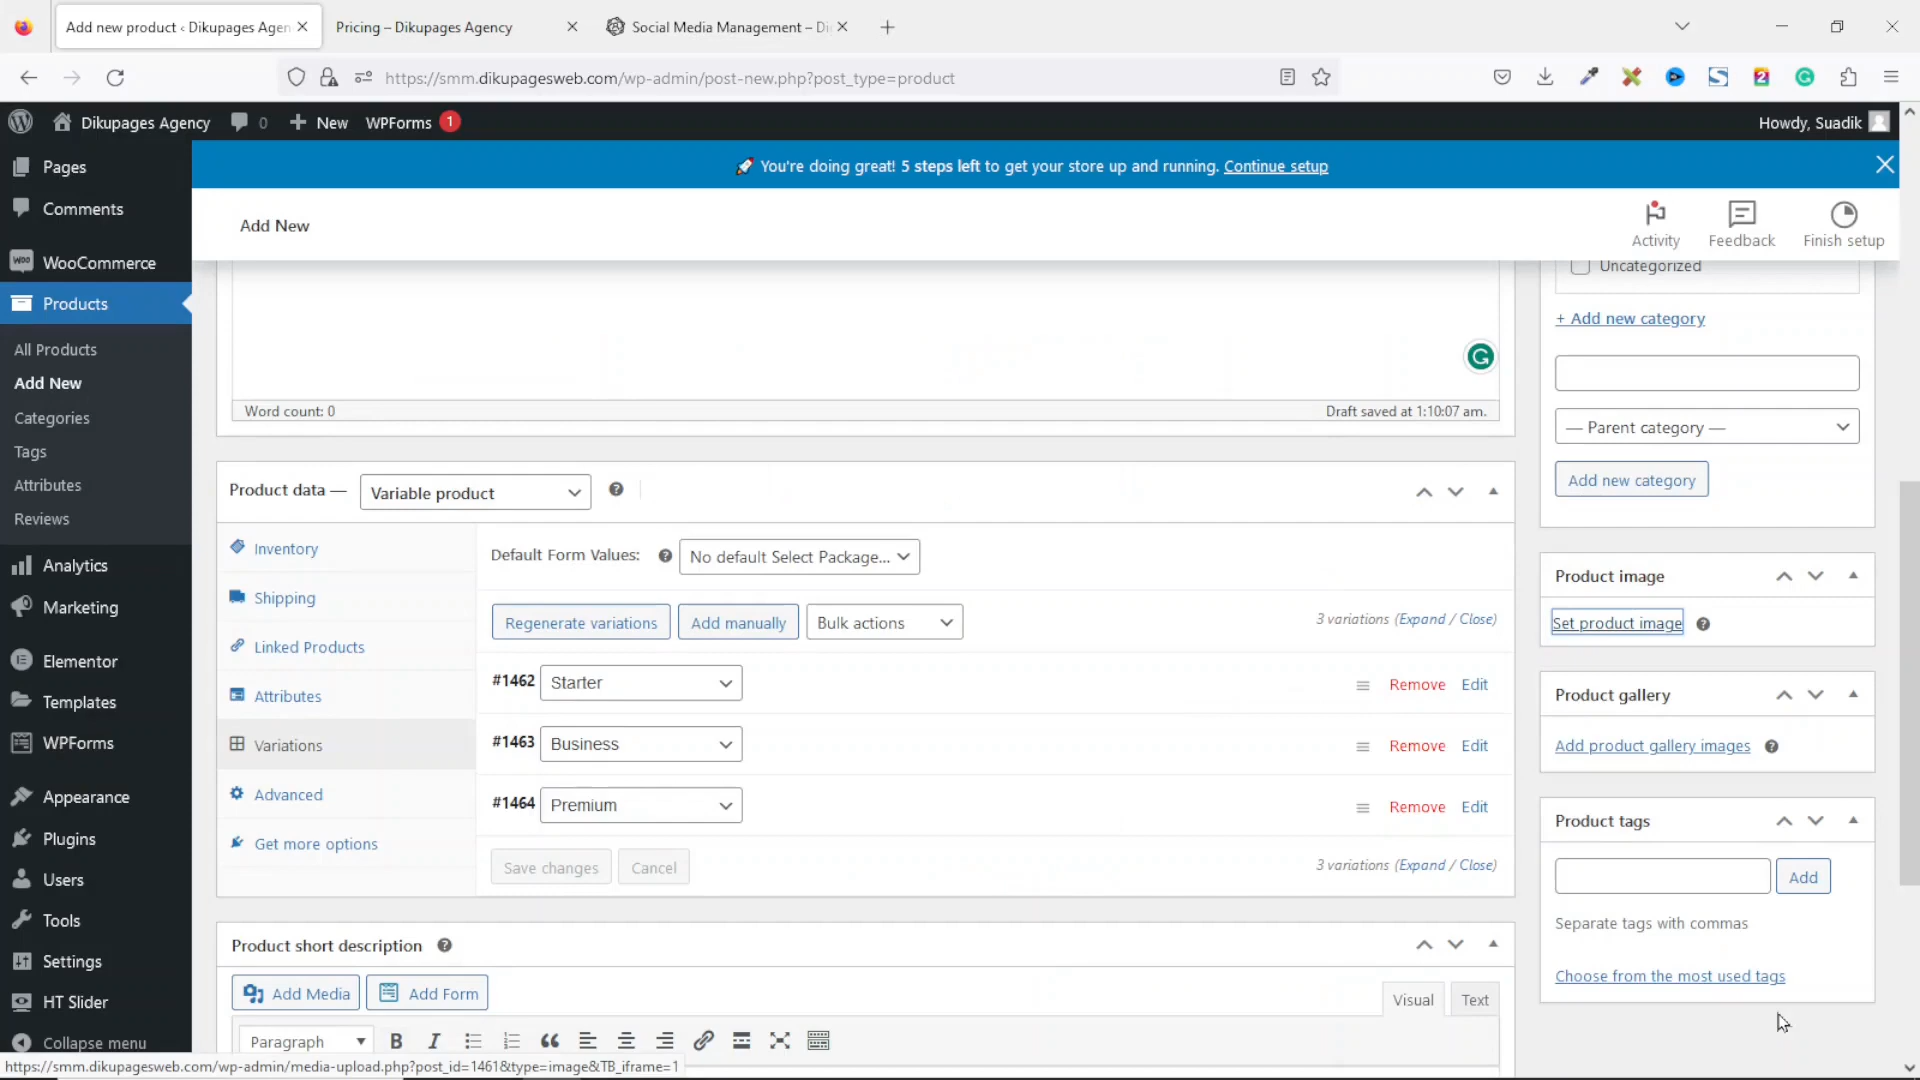 Add new product ‹ Dikupages Agen
Pricing – Dikupages Agency
Social Media Management – Di
https://smm.dikupagesweb.com/wp-admin/post-new.php?post_type=product
2
Dikupages Agency
0
New
WPForms
1
Howdy, Suadik
🚀 You're doing great! 5 steps left to get your store up and running. Continue setup
Pages
Comments
WooCommerce
Products
All Products
Add New
Categories
Tags
Attributes
Reviews
Analytics
Marketing
Elementor
Templates
WPForms
Appearance
Plugins
Users
Tools
Settings
HT Slider
Collapse menu
Add New
Activity
Feedback
Finish setup
Word count: 0
Draft saved at 1:10:07 am.
Product data —
Variable product
Inventory
Shipping
Linked Products
Attributes
Variations
Advanced
Get more options
Default Form Values:
No default Select Package...
Regenerate variations
Add manually
Bulk actions
3 variations (Expand / Close)
#1462
Starter
Remove
Edit
#1463
Business
Remove
Edit
#1464
Premium
Remove
Edit
Save changes
Cancel
3 variations (Expand / Close)
Product short description
Add Media
Add Form
Visual
Text
Paragraph
Uncategorized
+ Add new category
— Parent category —
Add new category
Product image
Set product image
Product gallery
Add product gallery images
Product tags
Add
Separate tags with commas
Choose from the most used tags
https://smm.dikupagesweb.com/wp-admin/media-upload.php?post_id=1461&type=image&TB_iframe=1